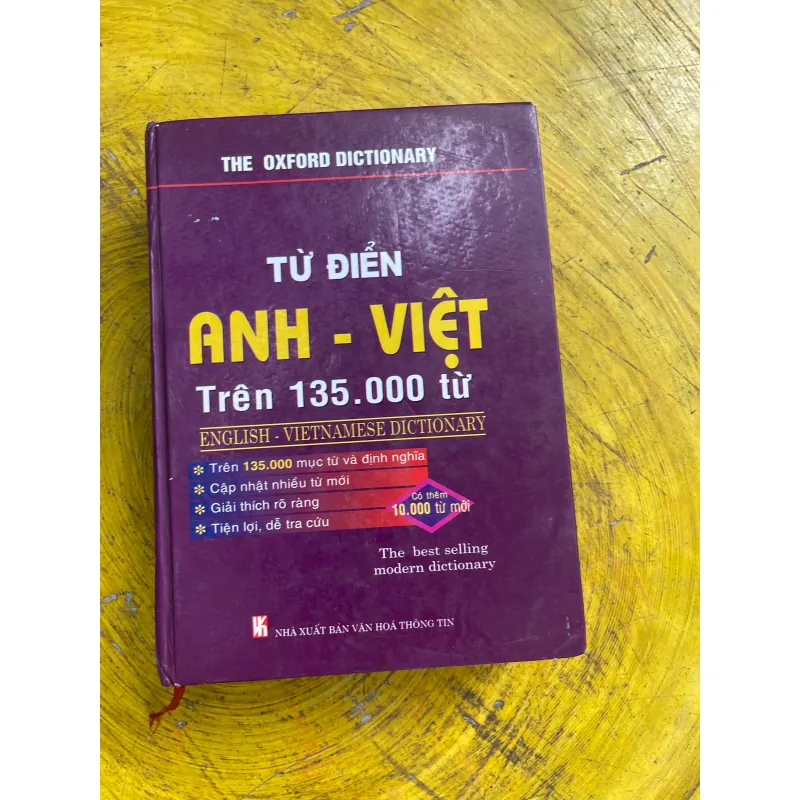 THE OXFORD DICTIONARY
TỪ ĐIỂN
ANH - VIỆT
Trên 135.000 từ
ENGLISH - VIETNAMESE DICTIONARY
* Trên 135.000 mục từ và định nghĩa
* Cập nhật nhiều từ mới
* Giải thích rõ ràng
* Tiện lợi, dễ tra cứu
Có thêm
10.000 từ mới
The best selling
modern dictionary
NHÀ XUẤT BẢN VĂN HOÁ THÔNG TIN